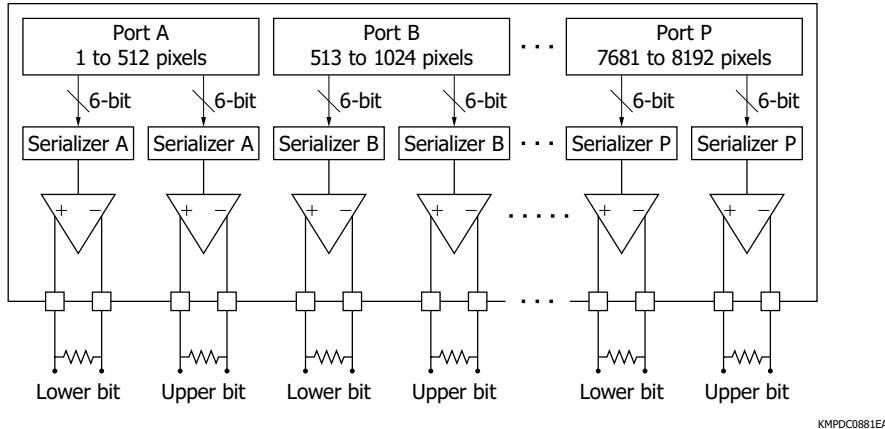 Port A
1 to 512 pixels
Port B
513 to 1024 pixels
. . .
Port P
7681 to 8192 pixels
6-bit
6-bit
6-bit
6-bit
6-bit
6-bit
Serializer A
Serializer A
Serializer B
Serializer B
. . .
Serializer P
Serializer P
+ −
+ −
+ −
+ −
. . . . .
+ −
+ −
. . .
Lower bit
Upper bit
Lower bit
Upper bit
Lower bit
Upper bit
KMPDC0881EA